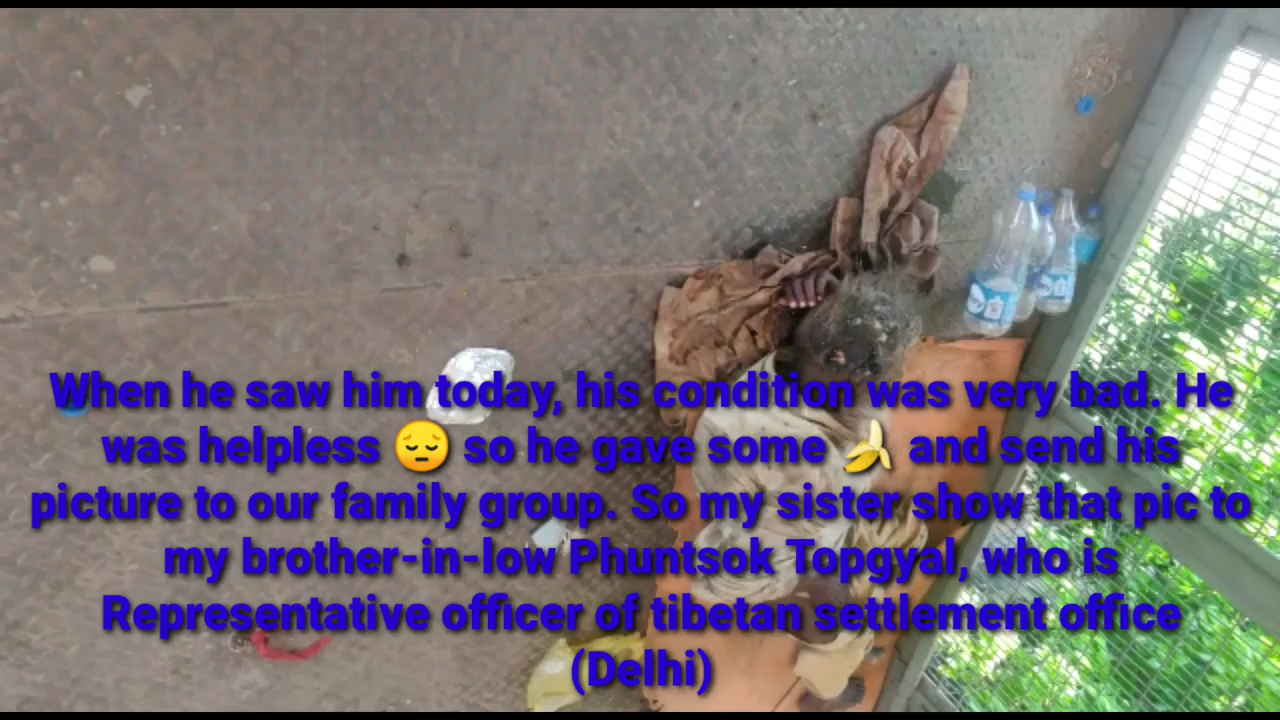 When he saw him today, his condition was very bad. He
was helpless 😔 so he gave some 🍌 and send his
picture to our family group. So my sister show that pic to
my brother-in-low Phuntsok Topgyal, who is
Representative officer of tibetan settlement office
(Delhi)